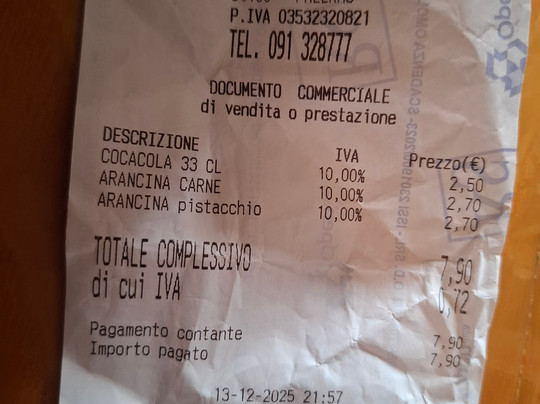 P.IVA 03532320821
TEL. 091 328777
DOCUMENTO COMMERCIALE
di vendita o prestazione
DESCRIZIONE IVA Prezzo(€)
COCACOLA 33 CL 10,00% 2,50
ARANCINA CARNE 10,00% 2,70
ARANCINA pistacchio 10,00% 2,70
TOTALE COMPLESSIVO 7,90
di cui IVA 0,72
Pagamento contante 7,90
Importo pagato 7,90
13-12-2025 21:57